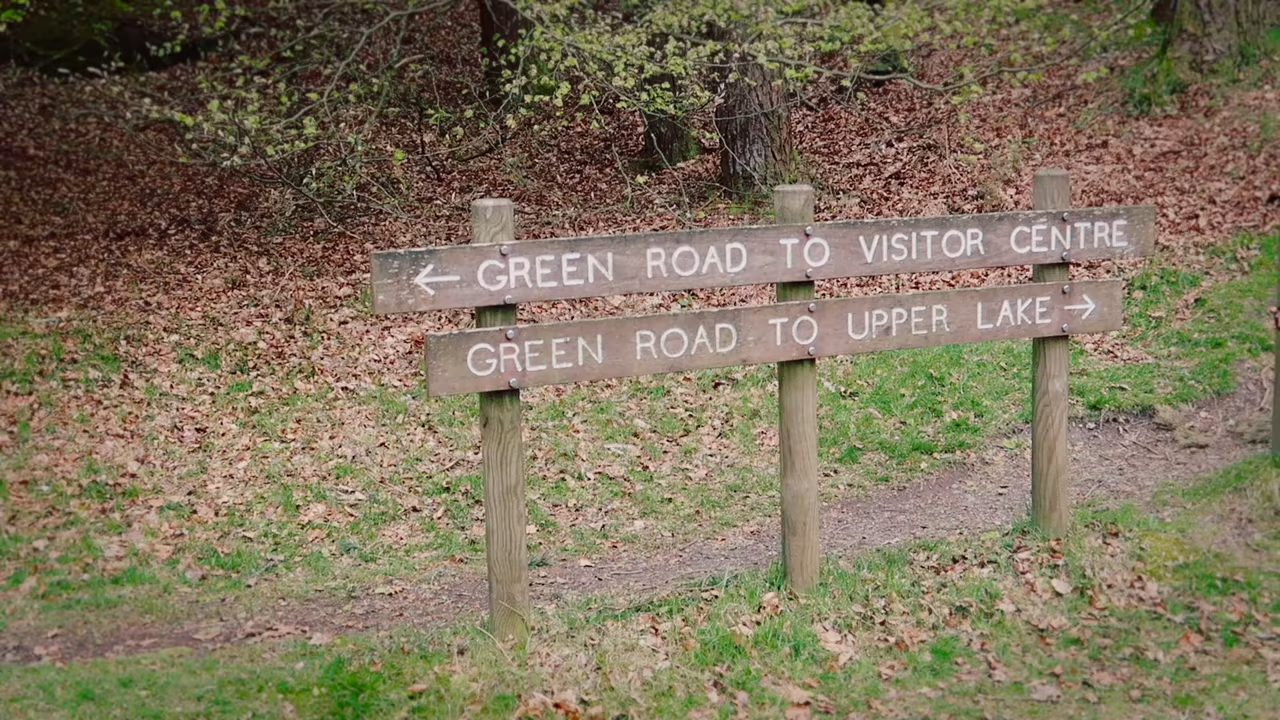 ← GREEN ROAD TO VISITOR CENTRE
GREEN ROAD TO UPPER LAKE →